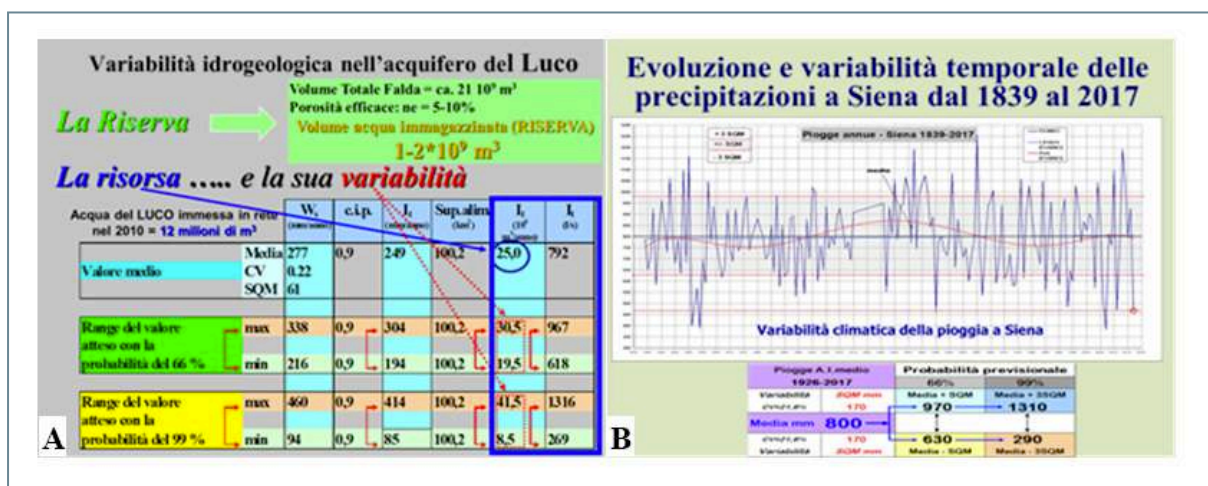 Variabilità idrogeologica nell'acquifero del Luco
La Riserva
Volume Totale Falda = ca. 21 10⁹ m³
Porosità efficace: ne = 5-10%
Volume acqua immagazzinata (RISERVA)
1-2*10⁹ m³
La risorsa ..... e la sua variabilità
Acqua del LUCO immessa in rete
nel 2010 = 12 milioni di m³
c.i.p. Sup.alim.
Valore medio Media 277 0,9 249 100,2 25,0 792
CV 0.22
SQM 61
Range del valore max 338 0,9 304 100,2 30,5 967
atteso con la
probabilità del 66 % min 216 0,9 194 100,2 19,5 618
Range del valore max 460 0,9 414 100,2 41,5 1316
atteso con la
probabilità del 99 % min 94 0,9 85 100,2 8,5 269
A
Evoluzione e variabilità temporale delle
precipitazioni a Siena dal 1839 al 2017
Piogge annue - Siena 1839-2017
media
Variabilità climatica della pioggia a Siena
Piogge A.I.medio Probabilità previsionale
1926-2017 66% 99%
Variabilità SQM mm Media + SQM Media + 3SQM
170 970 1310
Media mm 800
170 630 290
Variabilità SQM mm Media - SQM Media - 3SQM
B